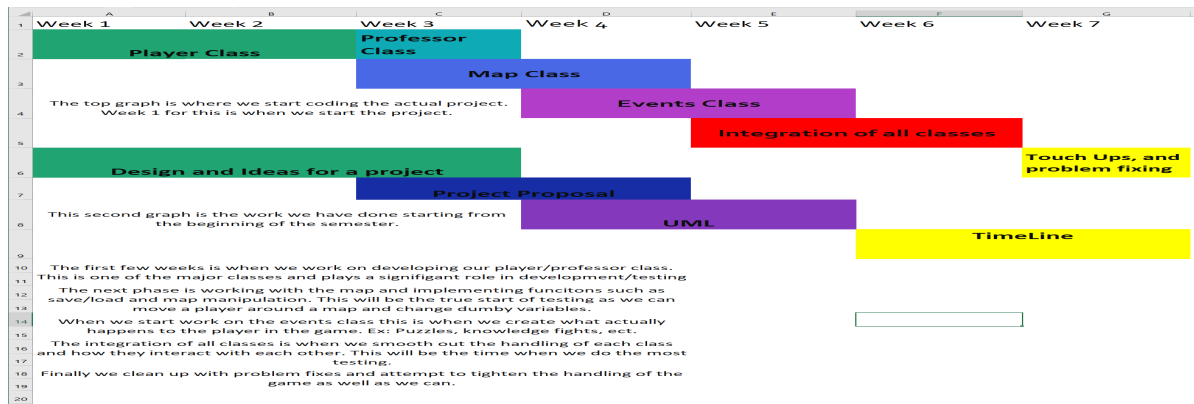 A B C D E F G
1 Week 1 Week 2 Week 3 Week 4 Week 5 Week 6 Week 7
Professor
2 Player Class Class
3 Map Class
The top graph is where we start coding the actual project.
4 Week 1 for this is when we start the project. Events Class
5 Integration of all classes
Touch Ups, and
6 Design and Ideas for a project problem fixing
7 Project Proposal
This second graph is the work we have done starting from
8 the beginning of the semester. UML
TimeLine
9
10 The first few weeks is when we work on developing our player/professor class.
11 This is one of the major classes and plays a signifigant role in development/testing
12 The next phase is working with the map and implementing funcitons such as
save/load and map manipulation. This will be the true start of testing as we can
13 move a player around a map and change dumby variables.
14 When we start work on the events class this is when we create what actually
15 happens to the player in the game. Ex: Puzzles, knowledge fights, ect.
16 The integration of all classes is when we smooth out the handling of each class
and how they interact with each other. This will be the time when we do the most
17 testing.
18 Finally we clean up with problem fixes and attempt to tighten the handling of the
19 game as well as we can.
20